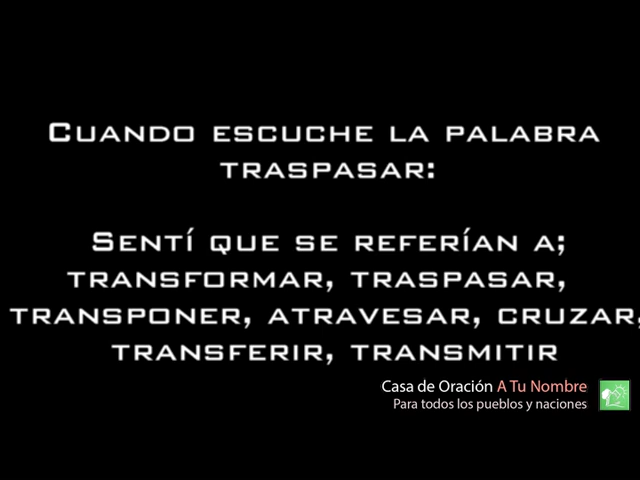 CUANDO ESCUCHE LA PALABRA
TRASPASAR:
SENTÍ QUE SE REFERÍAN A;
TRANSFORMAR, TRASPASAR,
TRANSPONER, ATRAVESAR, CRUZAR,
TRANSFERIR, TRANSMITIR
Casa de Oración A Tu Nombre
Para todos los pueblos y naciones